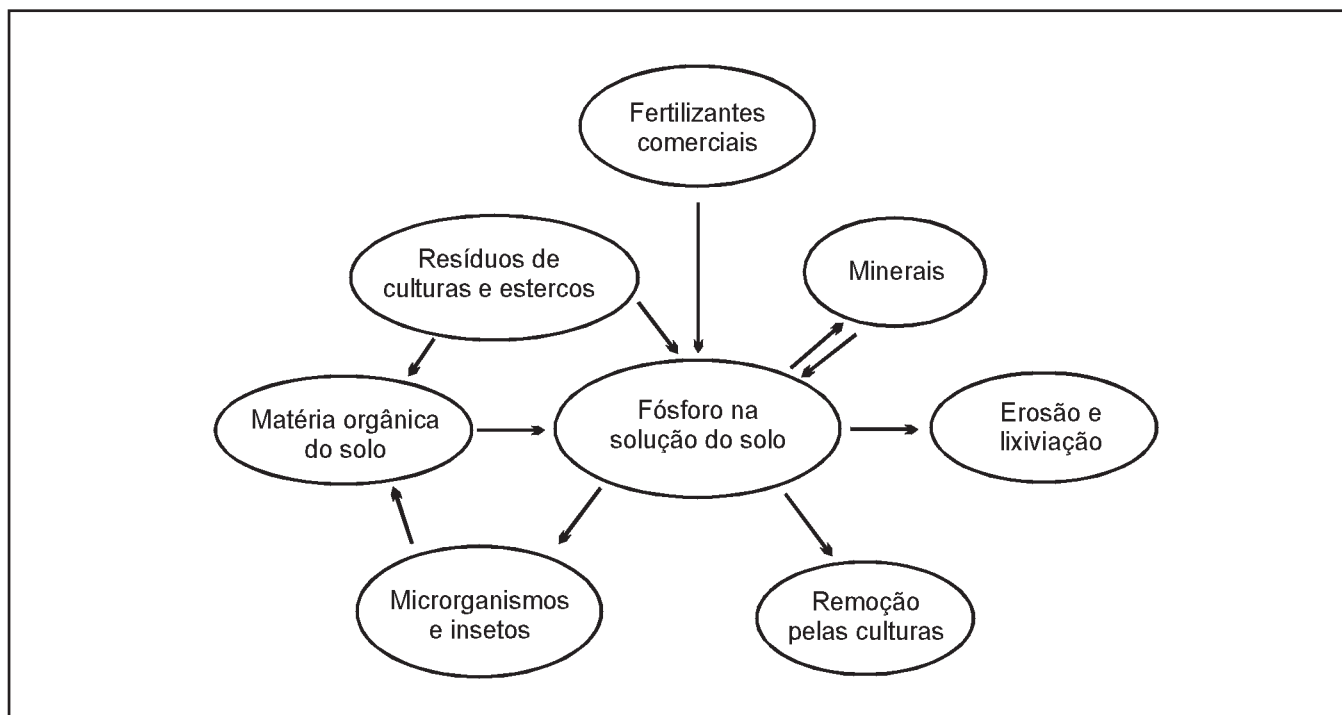 Fertilizantes
comerciais
Resíduos de
culturas e estercos
Minerais
Matéria orgânica
do solo
Fósforo na
solução do solo
Erosão e
lixiviação
Microrganismos
e insetos
Remoção
pelas culturas